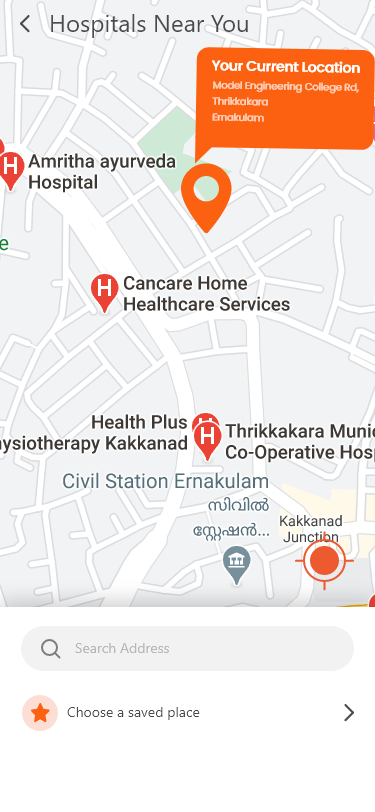 Hospitals Near You
Your Current Location
Model Engineering College Rd,
Thrikkakara
Ernakulam
Amritha ayurveda
Hospital
e
Cancare Home
Healthcare Services
Health Plus
hysiotherapy Kakkanad
Thrikkakara Munic
Co-Operative Hosp
Civil Station Ernakulam
സിവിൽ
സ്റ്റേഷൻ...
Kakkanad
Junction
Search Address
Choose a saved place